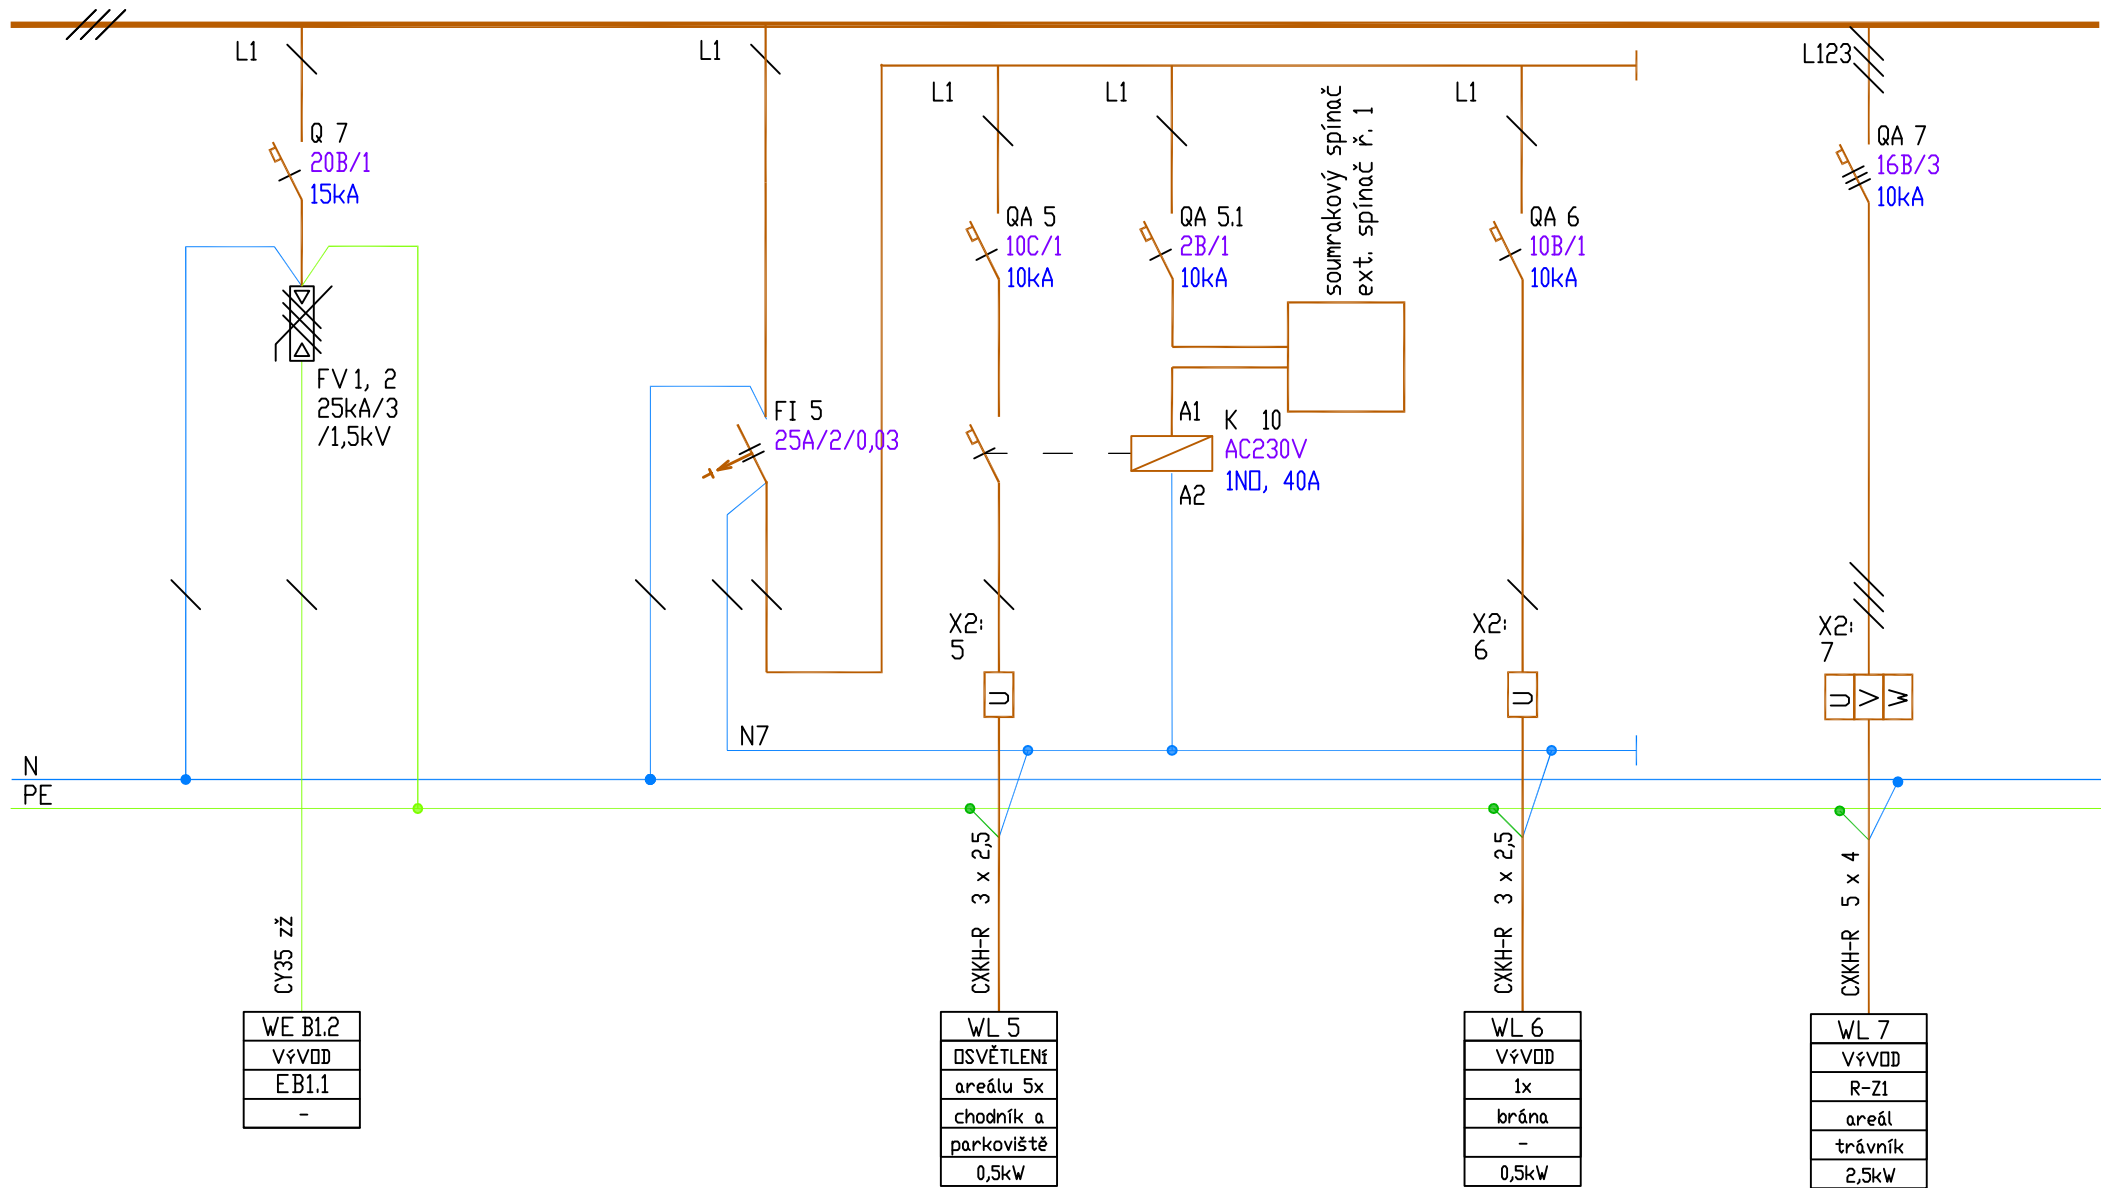 L1
Q 7
20B/1
15kA
FV 1, 2
25kA/3
/1,5kV
L1
FI 5
25A/2/0,03
L1
QA 5
10C/1
10kA
L1
QA 5.1
2B/1
10kA
soumrakový spínač
ext. spínač ř. 1
A1
K 10
AC230V
1NO, 40A
A2
L1
QA 6
10B/1
10kA
L123
QA 7
16B/3
10kA
X2:
5
U
X2:
6
U
X2:
7
U V W
N7
N
PE
CY35 zž
CXKH-R 3 x 2,5
CXKH-R 3 x 2,5
CXKH-R 5 x 4
WE B1.2
VÝVOD
EB1.1
-
WL 5
OSVĚTLENÍ
areálu 5x
chodník a
parkoviště
0,5kW
WL 6
VÝVOD
1x
brána
-
0,5kW
WL 7
VÝVOD
R-Z1
areál
trávník
2,5kW